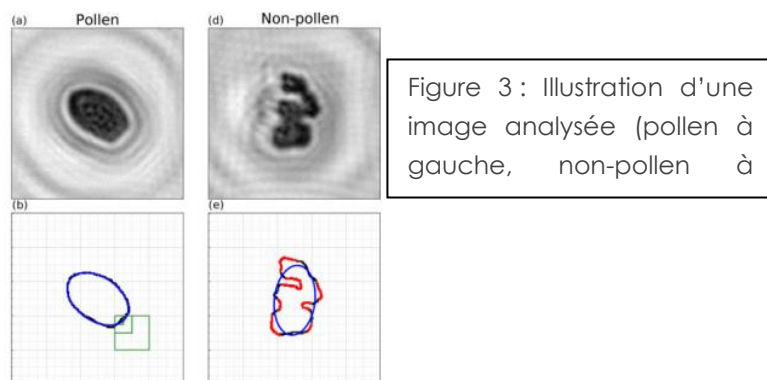 (a) Pollen
(d) Non-pollen
Figure 3 : Illustration d’une
image analysée (pollen à
gauche, non-pollen à
(b)
(e)